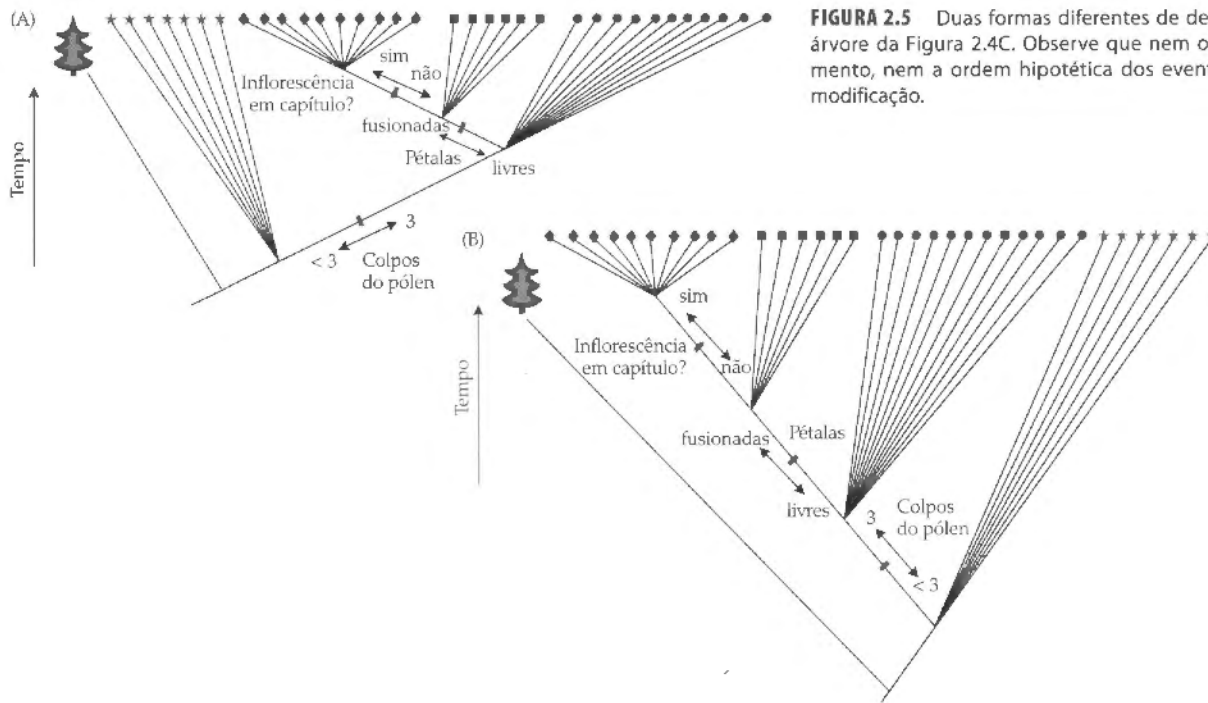 (A)
sim
não
Inflorescência
em capítulo?
fusionadas
Pétalas
livres
3
< 3
Colpos
do pólen
Tempo
FIGURA 2.5 Duas formas diferentes de de
árvore da Figura 2.4C. Observe que nem o
mento, nem a ordem hipotética dos event
modificação.
(B)
sim
Inflorescência
em capítulo?
não
fusionadas
Pétalas
livres
3
Colpos
do pólen
< 3
Tempo